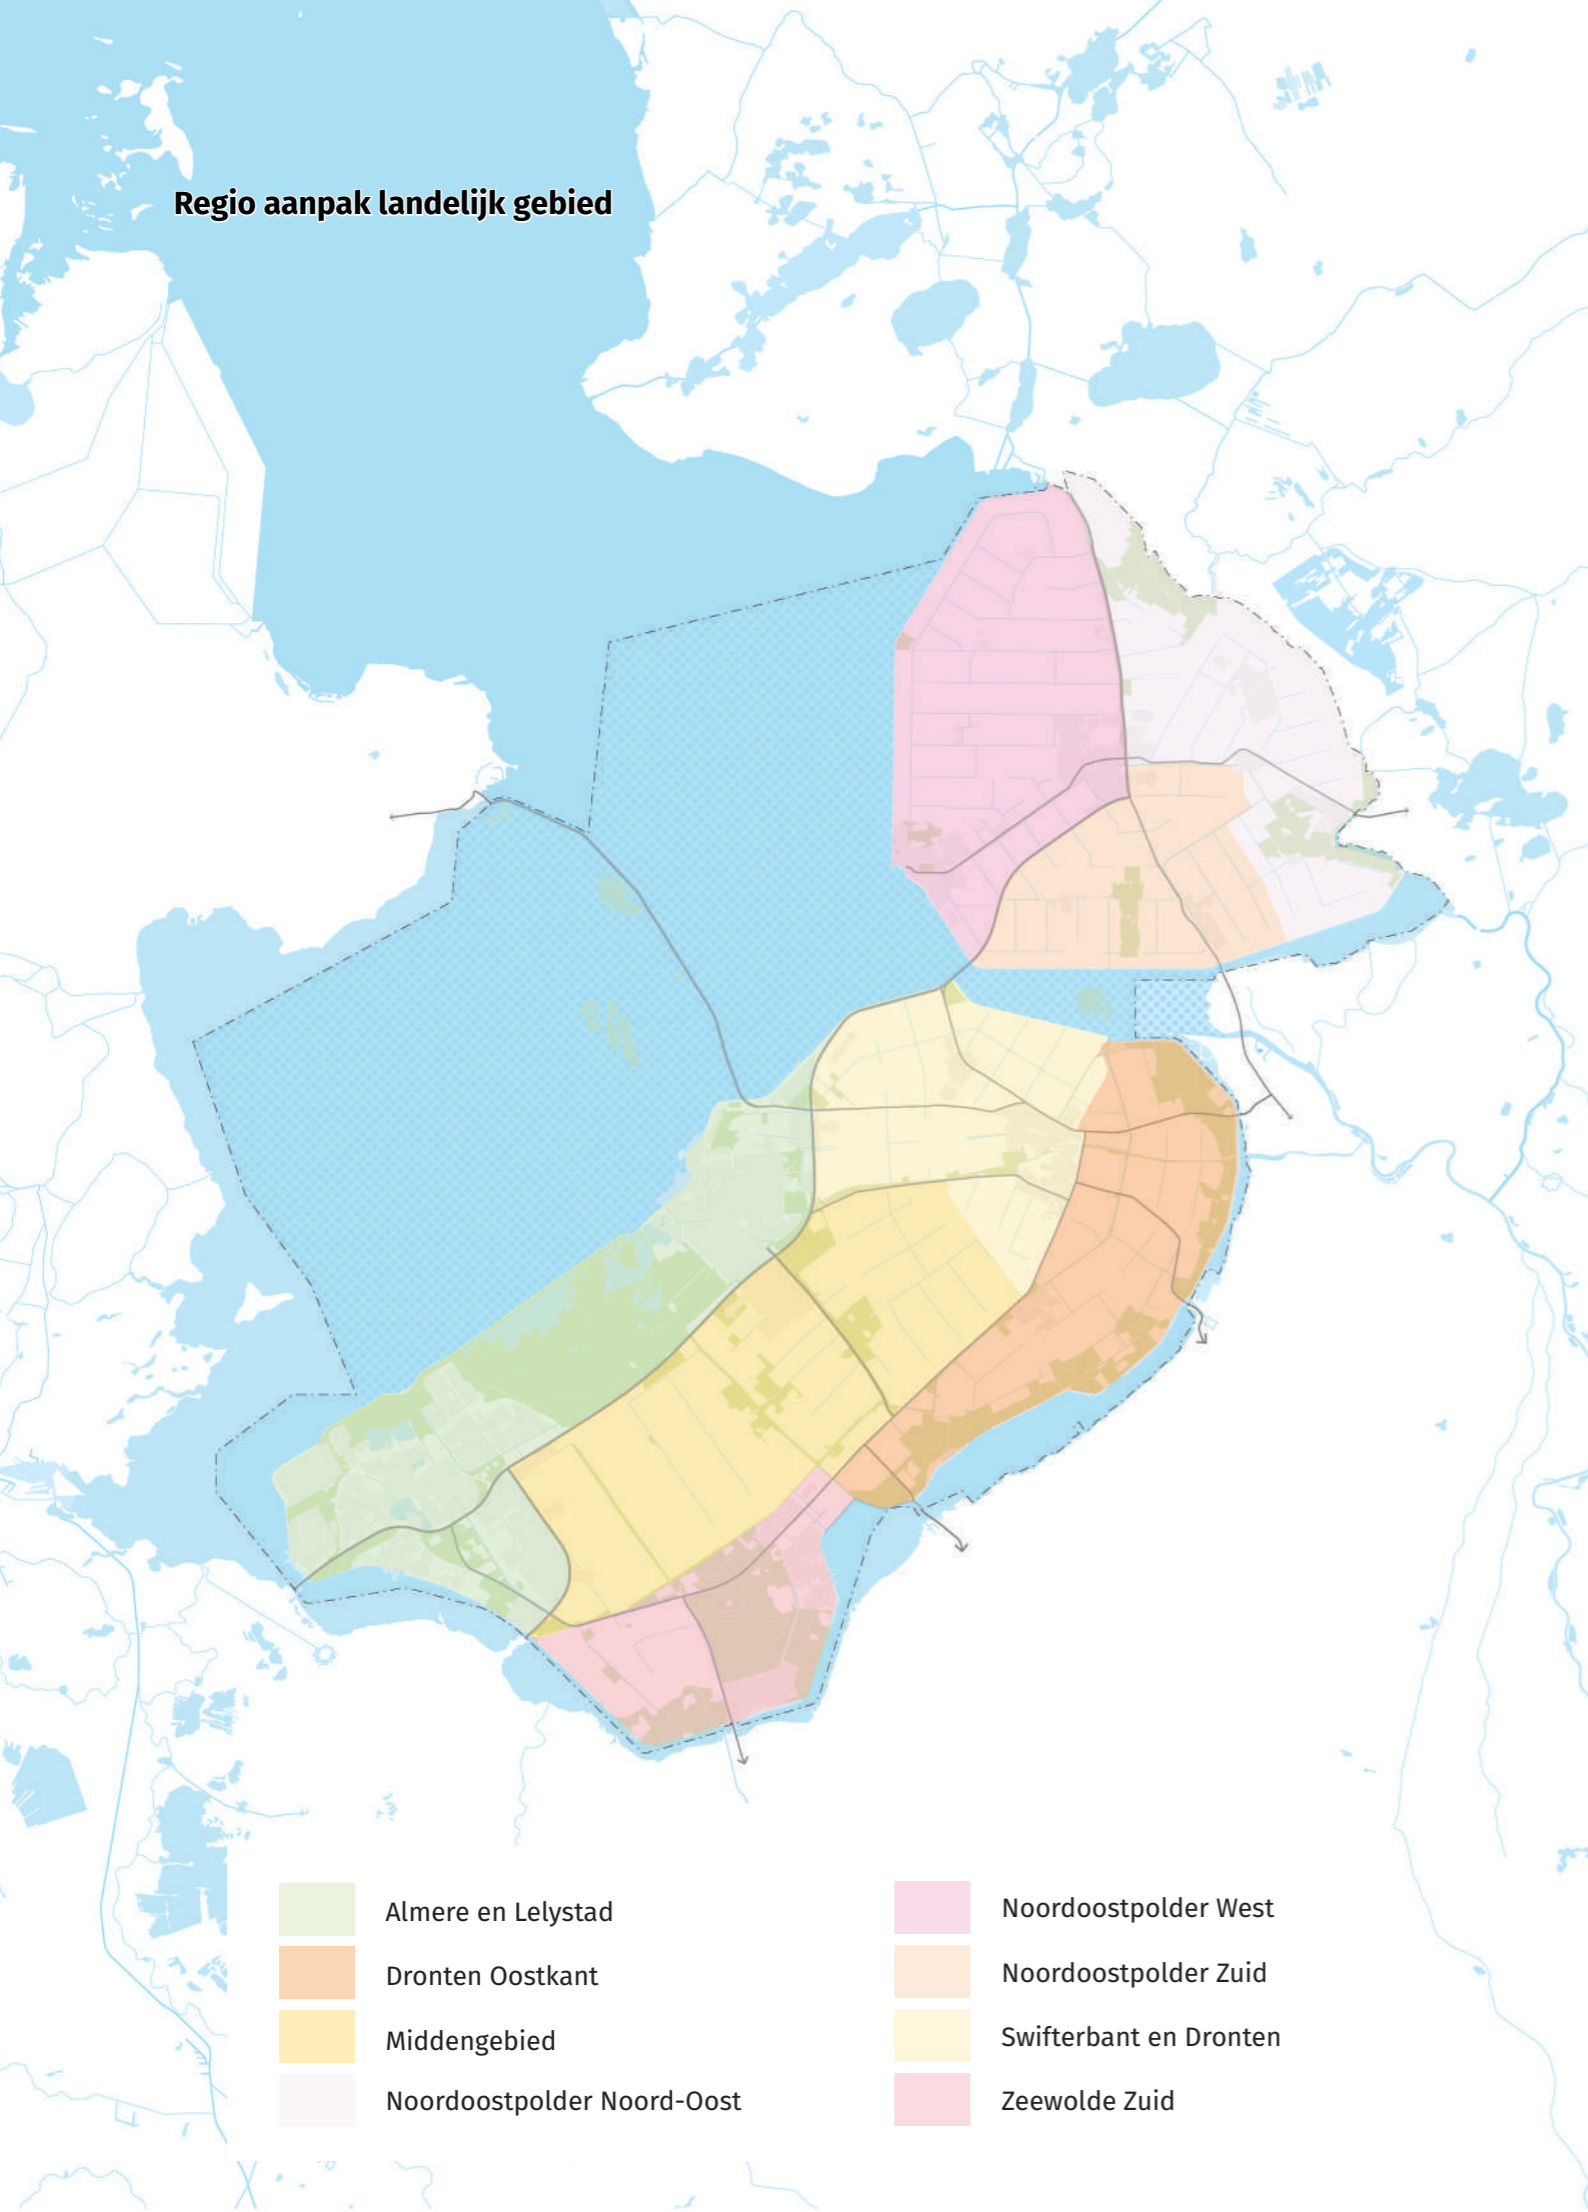 Regio aanpak landelijk gebied
Almere en Lelystad
Dronten Oostkant
Middengebied
Noordoostpolder Noord-Oost
Noordoostpolder West
Noordoostpolder Zuid
Swifterbant en Dronten
Zeewolde Zuid